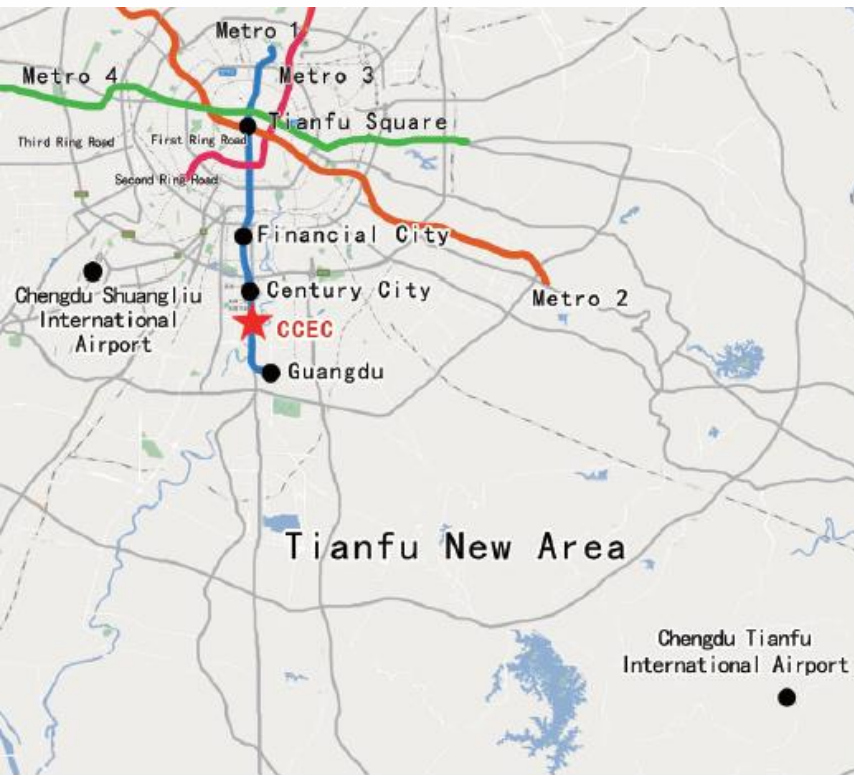 Metro 1
Metro 4
Metro 3
Tianfu Square
Third Ring Road
First Ring Road
Second Ring Road
Financial City
Chengdu Shuangliu
International
Airport
Century City
Metro 2
CCEC
Guangdu
Tianfu New Area
Chengdu Tianfu
International Airport